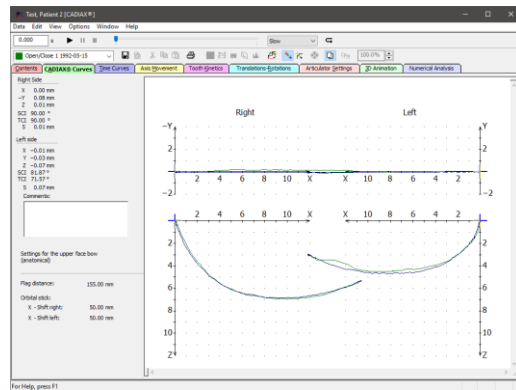 Test, Patient 2 [CADIAX®]
Data Edit View Options Window Help
0.000 s Slow
Open/Close 1 1992-05-15 100.0%
Contents CADIAX® Curves Time Curves Axis Movement Tooth Kinetics Translations-Rotations Articulator Settings 3D Animation Numerical Analysis
Right Side
X 0.00 mm
-Y 0.08 mm
Z 0.01 mm
SCI 90.00 °
TCI 90.00 °
S 0.01 mm
Left side
X -0.01 mm
Y -0.03 mm
Z -0.07 mm
SCI 81.87 °
TCI 71.57 °
S 0.07 mm
Comments:
Settings for the upper face bow
(anatomical)
Flag distance: 155.00 mm
Orbital stick:
X - Shift right: 50.00 mm
X - Shift left: 50.00 mm
Right Left
-Y -Y
2 2
2 4 6 8 10 X X 10 8 6 4 2
-2 -2
2 4 6 8 10 X X 10 8 6 4 2
2 2
4 4
6 6
8 8
10 10
Z Z
For Help, press F1